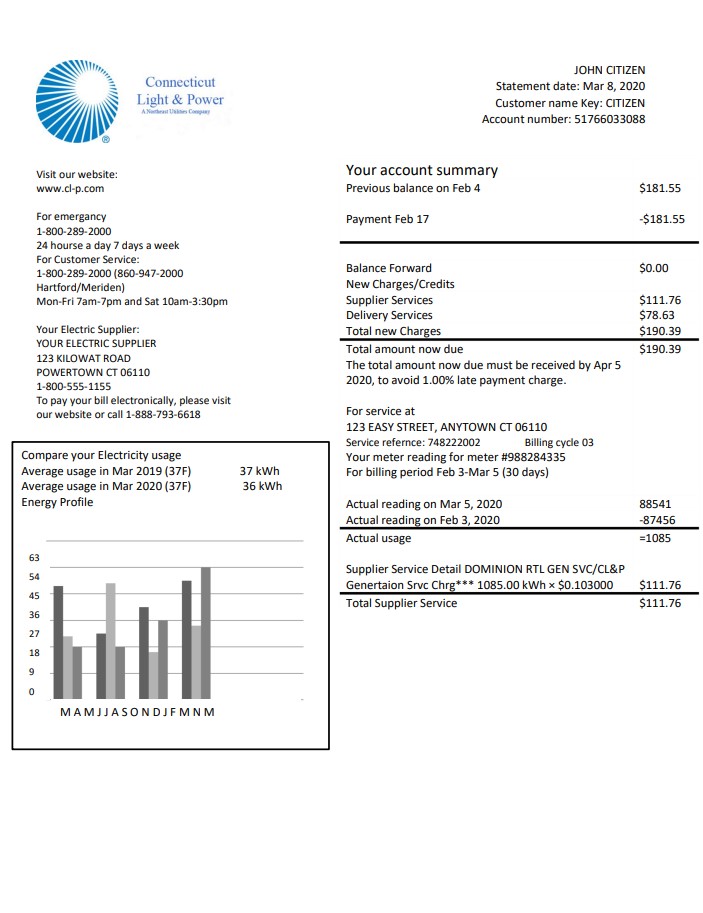 Connecticut
Light & Power
A Northeast Utilities Company
®
JOHN CITIZEN
Statement date: Mar 8, 2020
Customer name Key: CITIZEN
Account number: 51766033088
Visit our website:
www.cl-p.com
For emergancy
1-800-289-2000
24 hourse a day 7 days a week
For Customer Service:
1-800-289-2000 (860-947-2000
Hartford/Meriden)
Mon-Fri 7am-7pm and Sat 10am-3:30pm
Your Electric Supplier:
YOUR ELECTRIC SUPPLIER
123 KILOWAT ROAD
POWERTOWN CT 06110
1-800-555-1155
To pay your bill electronically, please visit
our website or call 1-888-793-6618
Compare your Electricity usage
Average usage in Mar 2019 (37F) 37 kWh
Average usage in Mar 2020 (37F) 36 kWh
Energy Profile
63
54
45
36
27
18
9
0
M A M J J A S O N D J F M N M
Your account summary
Previous balance on Feb 4 $181.55
Payment Feb 17 -$181.55
Balance Forward $0.00
New Charges/Credits
Supplier Services $111.76
Delivery Services $78.63
Total new Charges $190.39
Total amount now due $190.39
The total amount now due must be received by Apr 5
2020, to avoid 1.00% late payment charge.
For service at
123 EASY STREET, ANYTOWN CT 06110
Service refernce: 748222002 Billing cycle 03
Your meter reading for meter #988284335
For billing period Feb 3-Mar 5 (30 days)
Actual reading on Mar 5, 2020 88541
Actual reading on Feb 3, 2020 -87456
Actual usage =1085
Supplier Service Detail DOMINION RTL GEN SVC/CL&P
Genertaion Srvc Chrg*** 1085.00 kWh × $0.103000 $111.76
Total Supplier Service $111.76